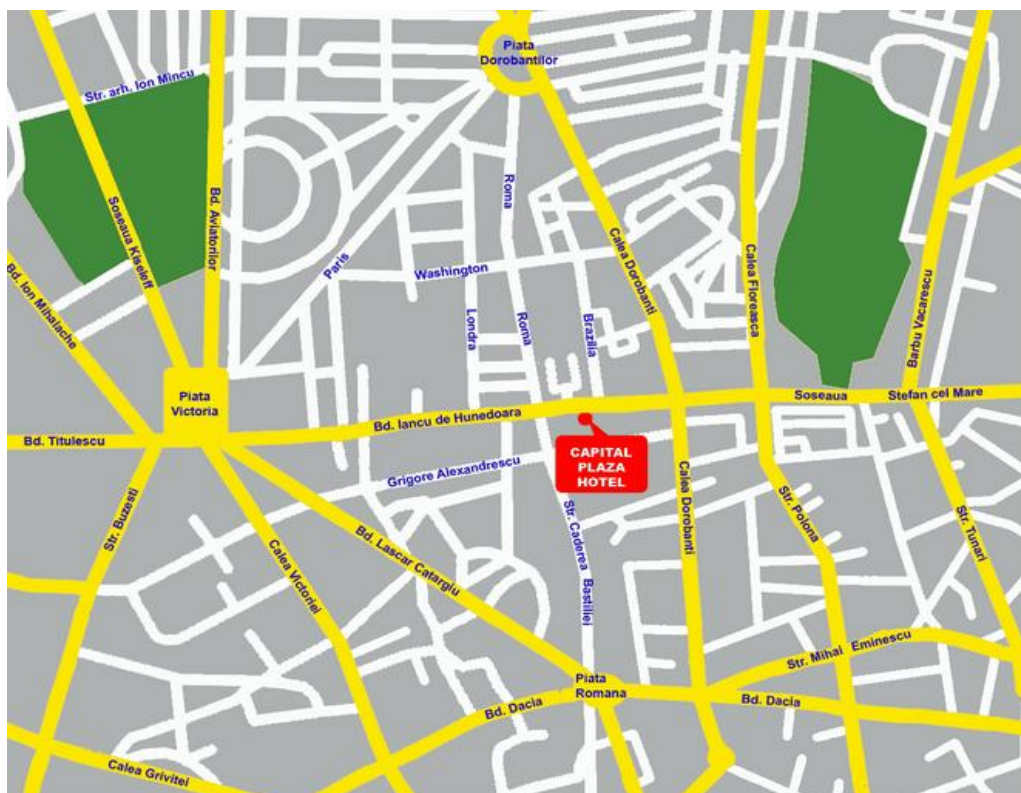 Piata
Dorobantilor
Str. arh. Ion Mincu
Soseaua Kiseleff
Bd. Aviatorilor
Roma
Calea Dorobanti
Calea Floreasca
Barbu Vacarescu
Bd. Ion Mihalache
Paris
Washington
Londra
Roma
Brazilia
Piata
Victoria
Soseaua
Stefan cel Mare
Bd. Titulescu
Bd. Iancu de Hunedoara
CAPITAL
PLAZA
HOTEL
Grigore Alexandrescu
Str. Buzesti
Calea Victoriei
Bd. Lascar Catargiu
Str. Caderea Bastiliei
Calea Dorobanti
Str. Polona
Str. Tunari
Str. Mihai Eminescu
Piata
Romana
Bd. Dacia
Bd. Dacia
Calea Grivitei